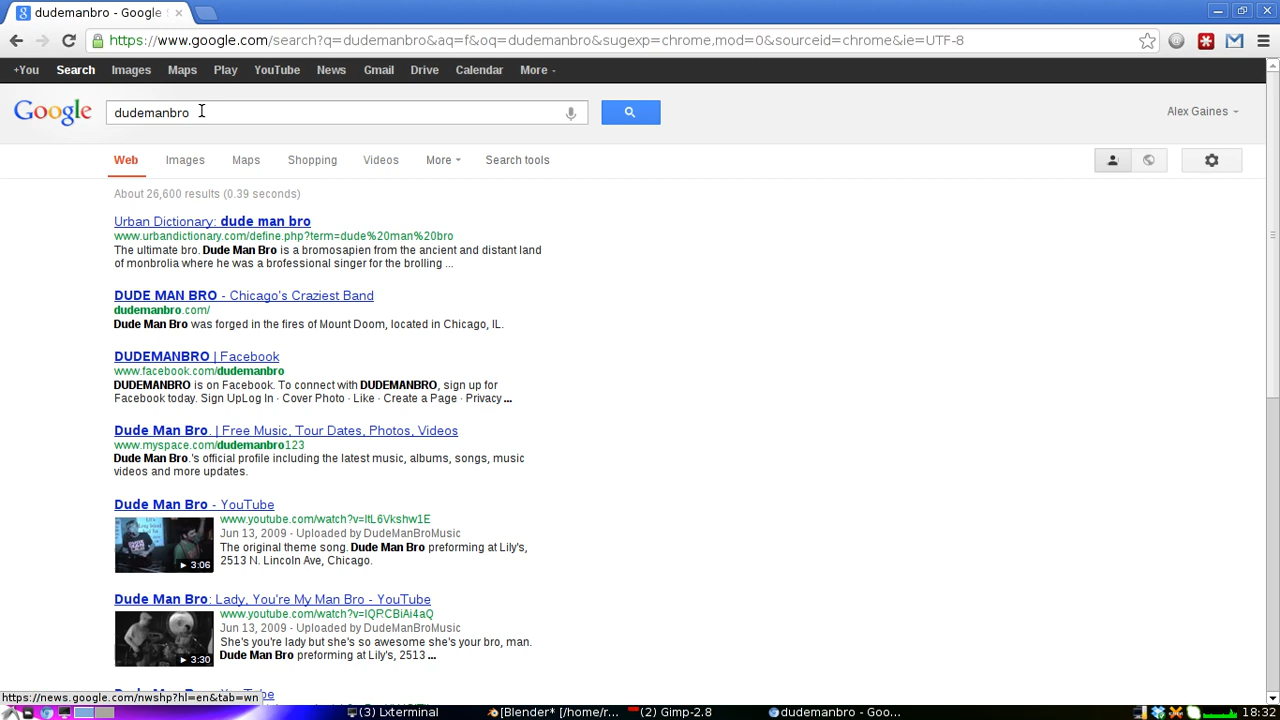 dudemanbro - Google
https://www.google.com/search?q=dudemanbro&aq=f&oq=dudemanbro&sugexp=chrome,mod=0&sourceid=chrome&ie=UTF-8
+You Search Images Maps Play YouTube News Gmail Drive Calendar More
Google dudemanbro Alex Gaines
Web Images Maps Shopping Videos More Search tools
About 26,600 results (0.39 seconds)
Urban Dictionary: dude man bro
www.urbandictionary.com/define.php?term=dude%20man%20bro
The ultimate bro. Dude Man Bro is a bromosapien from the ancient and distant land
of monbrolia where he was a brofessional singer for the brolling ...
DUDE MAN BRO - Chicago's Craziest Band
dudemanbro.com/
Dude Man Bro was forged in the fires of Mount Doom, located in Chicago, IL.
DUDEMANBRO | Facebook
www.facebook.com/dudemanbro
DUDEMANBRO is on Facebook. To connect with DUDEMANBRO, sign up for
Facebook today. Sign UpLog In · Cover Photo · Like · Create a Page · Privacy ...
Dude Man Bro. | Free Music, Tour Dates, Photos, Videos
www.myspace.com/dudemanbro123
Dude Man Bro.'s official profile including the latest music, albums, songs, music
videos and more updates.
Dude Man Bro - YouTube
www.youtube.com/watch?v=ItL6Vkshw1E
Jun 13, 2009 - Uploaded by DudeManBroMusic
The original theme song. Dude Man Bro preforming at Lily's,
2513 N. Lincoln Ave, Chicago.
3:06
Dude Man Bro: Lady, You're My Man Bro - YouTube
www.youtube.com/watch?v=IQPCBiAi4aQ
Jun 13, 2009 - Uploaded by DudeManBroMusic
She's you're lady but she's so awesome she's your bro, man.
Dude Man Bro preforming at Lily's, 2513 ...
3:30
https://news.google.com/nwshp?hl=en&tab=wn
(3) Lxterminal [Blender* [/home/r... (2) Gimp-2.8 dudemanbro - Goo... 18:32